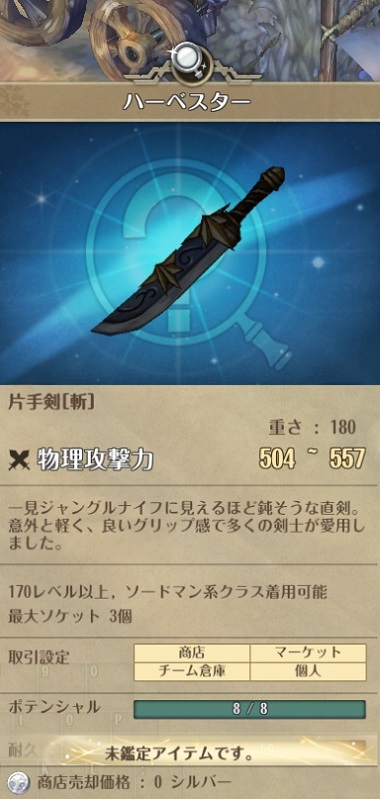 ハーベスター
片手剣[斬]
重さ : 180
物理攻撃力 504 ~ 557
一見ジャングルナイフに見えるほど鈍そうな直剣。
意外と軽く、良いグリップ感で多くの剣士が愛用し
ました。
170レベル以上, ソードマン系クラス着用可能
最大ソケット 3個
取引設定 商店 マーケット
チーム倉庫 個人
ポテンシャル 8 / 8
耐久
未鑑定アイテムです。
商店売却価格 : 0 シルバー